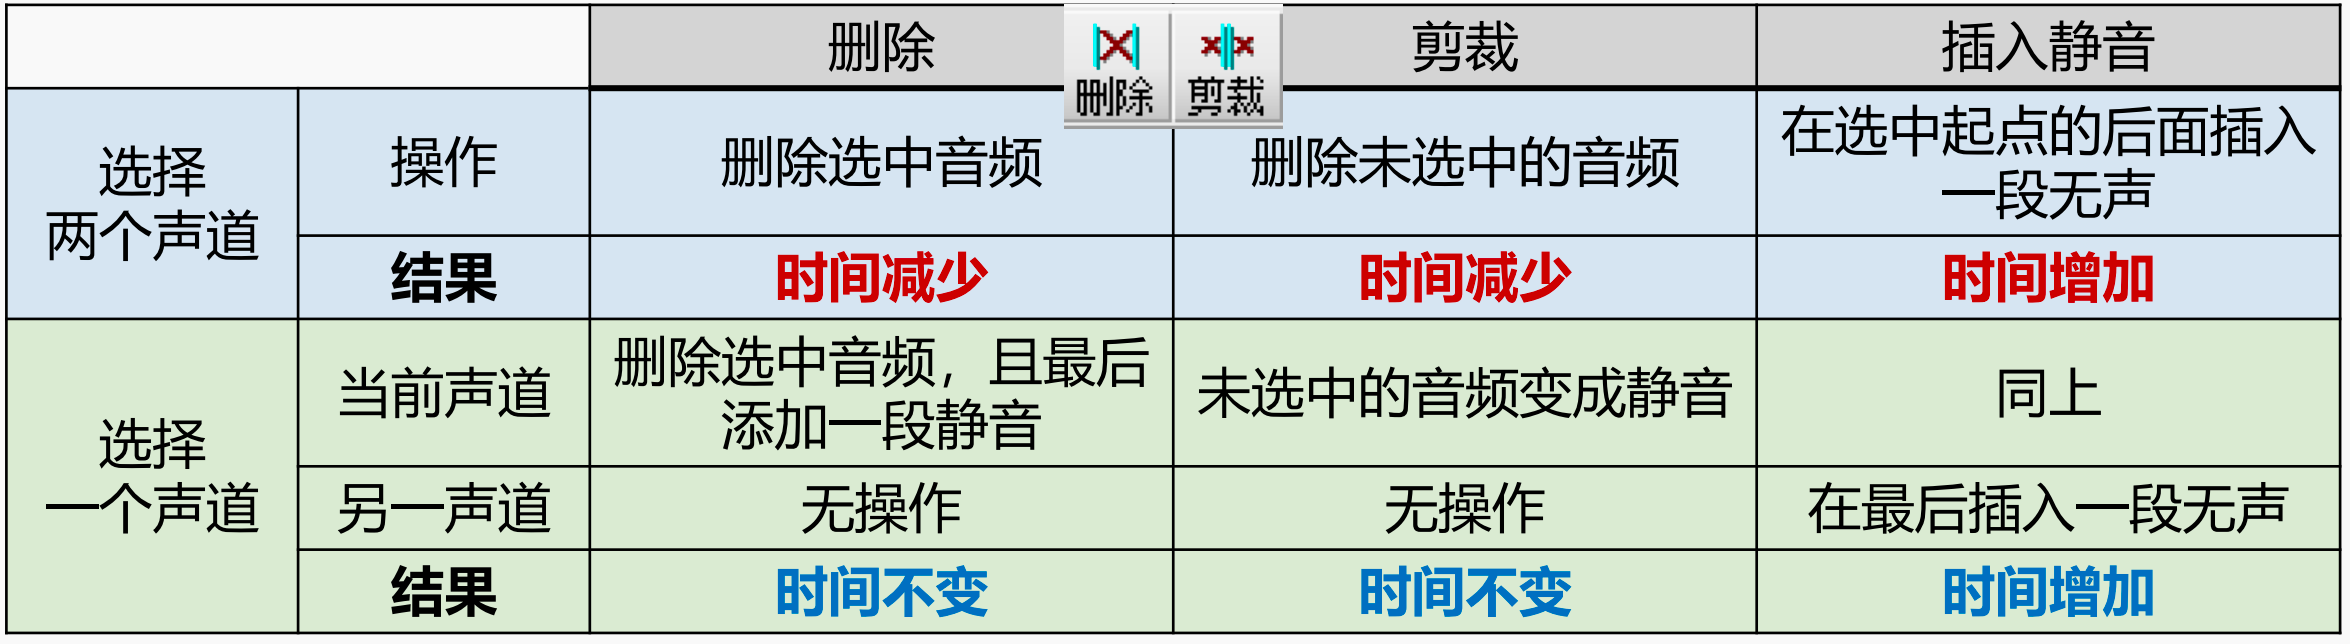 删除
剪裁
插入静音
删除
剪裁
选择
两个声道
操作
删除选中音频
删除未选中的音频
在选中起点的后面插入
一段无声
结果
时间减少
时间减少
时间增加
选择
一个声道
当前声道
删除选中音频，且最后
添加一段静音
未选中的音频变成静音
同上
另一声道
无操作
无操作
在最后插入一段无声
结果
时间不变
时间不变
时间增加